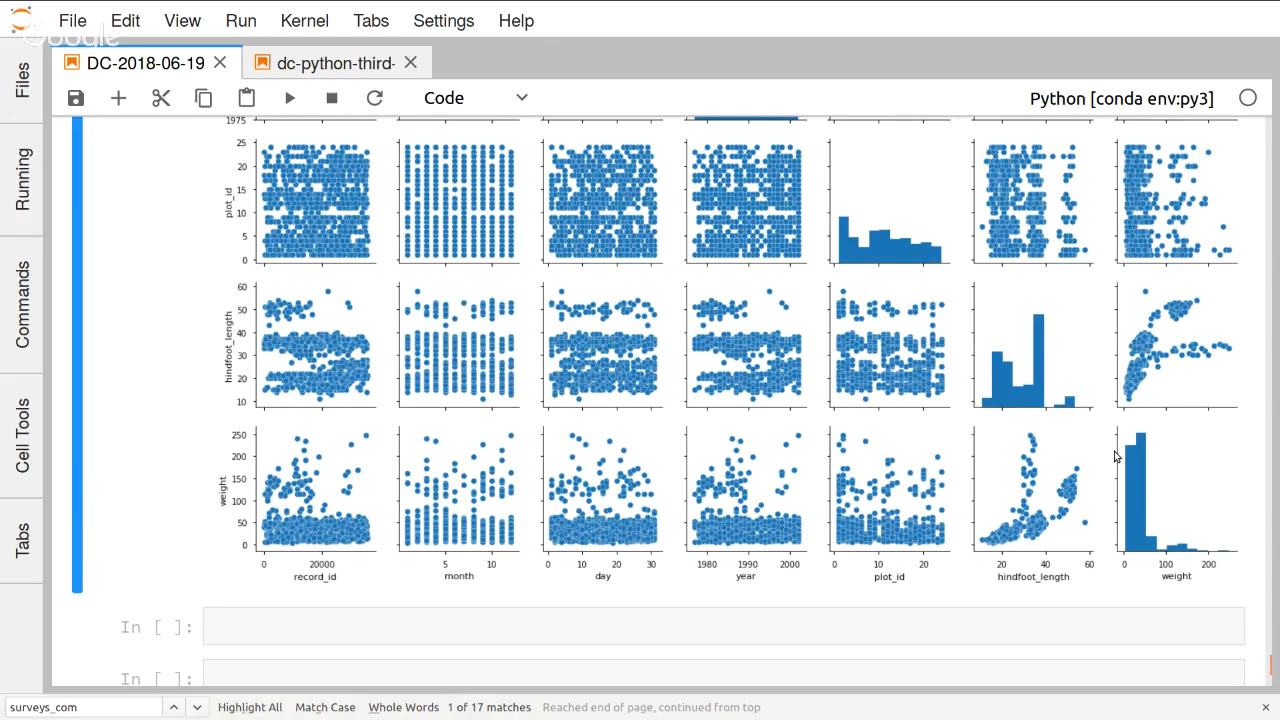 File Edit View Run Kernel Tabs Settings Help
Google
DC-2018-06-19
dc-python-third-
Code
Python [conda env:py3]
Files
Running
Commands
Cell Tools
Tabs
1975
25
20
15
10
5
0
plot_id
60
50
40
30
20
10
hindfoot_length
250
200
150
100
50
0
weight
0 20000 5 10 0 10 20 30 1980 1990 2000 0 10 20 20 40 60 0 100 200
record_id month day year plot_id hindfoot_length weight
In [ ]:
In [ ]:
surveys_com Highlight All Match Case Whole Words 1 of 17 matches Reached end of page, continued from top